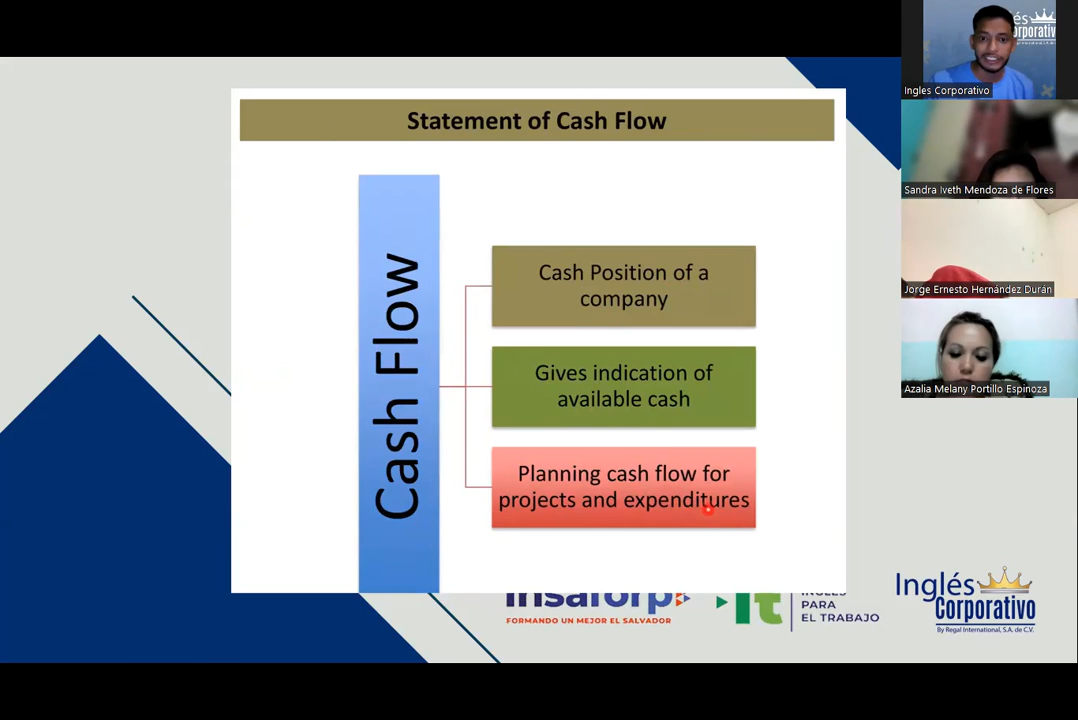 Statement of Cash Flow
Cash Flow
Cash Position of a
company
Gives indication of
available cash
Planning cash flow for
projects and expenditures
insaforp
FORMANDO UN MEJOR EL SALVADOR
it
INGLÉS
PARA
EL TRABAJO
Inglés
Corporativo
By Regal International, S.A. de C.V.
Ingles Corporativo
Sandra Iveth Mendoza de Flores
Jorge Ernesto Hernández Durán
Azalia Melany Portillo Espinoza